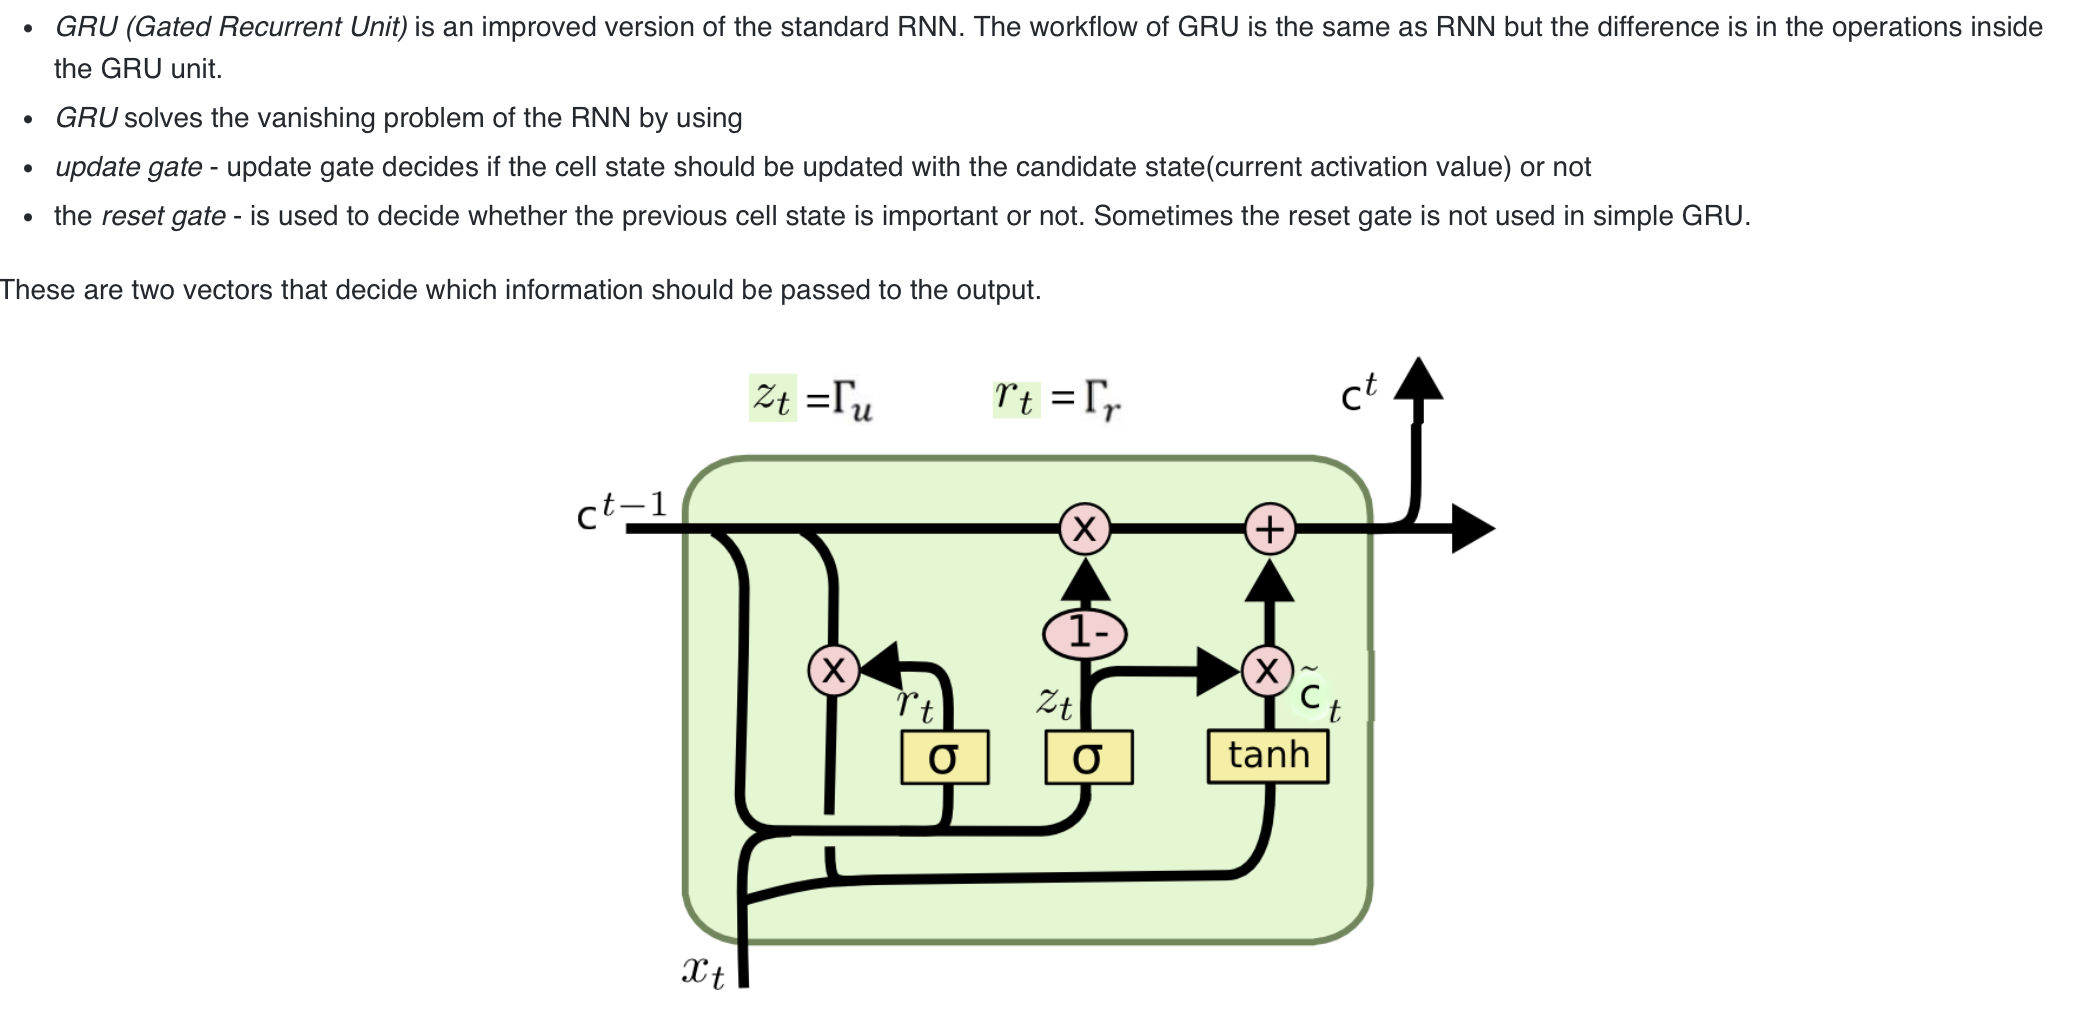 • GRU (Gated Recurrent Unit) is an improved version of the standard RNN. The workflow of GRU is the same as RNN but the difference is in the operations inside
the GRU unit.
• GRU solves the vanishing problem of the RNN by using
• update gate - update gate decides if the cell state should be updated with the candidate state(current activation value) or not
• the reset gate - is used to decide whether the previous cell state is important or not. Sometimes the reset gate is not used in simple GRU.
These are two vectors that decide which information should be passed to the output.
z_t =Γ_u r_t = Γ_r c^t
c^{t-1} x +
1-
x x c̃_t
r_t z_t
σ σ tanh
x_t